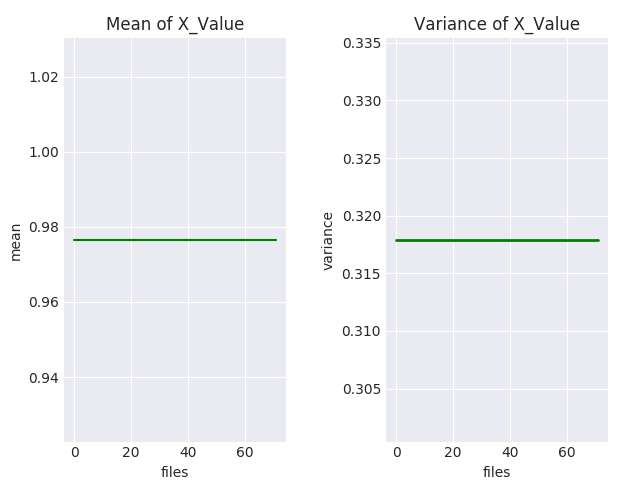 Mean of X_Value
1.02
1.00
0.98
0.96
0.94
mean
0 20 40 60
files
Variance of X_Value
0.335
0.330
0.325
0.320
0.315
0.310
0.305
variance
0 20 40 60
files